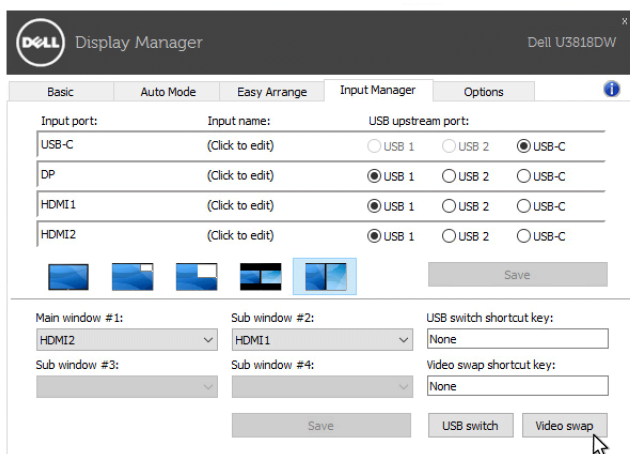 x
DELL Display Manager Dell U3818DW
Basic Auto Mode Easy Arrange Input Manager Options i
Input port: Input name: USB upstream port:
USB-C (Click to edit) USB 1 USB 2 USB-C
DP (Click to edit) USB 1 USB 2 USB-C
HDMI1 (Click to edit) USB 1 USB 2 USB-C
HDMI2 (Click to edit) USB 1 USB 2 USB-C
Save
Main window #1: Sub window #2: USB switch shortcut key:
HDMI2 HDMI1 None
Sub window #3: Sub window #4: Video swap shortcut key:
None
Save USB switch Video swap